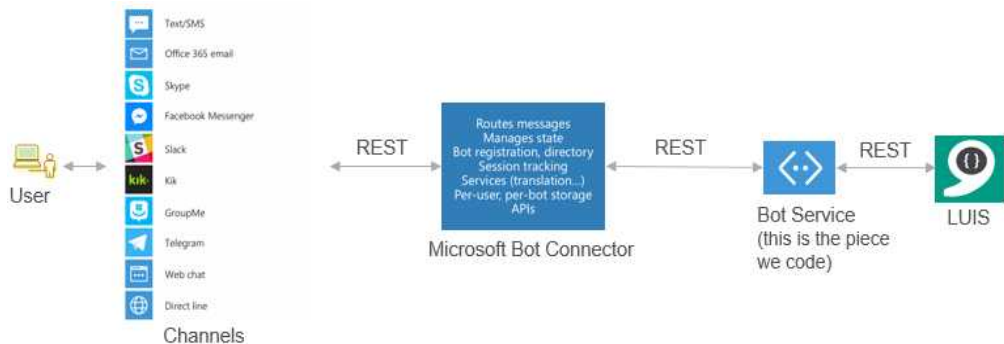 Text/SMS
Office 365 email
Skype
Facebook Messenger
S
Slack
kik·
Kik
GroupMe
Telegram
Web chat
Direct line
Channels
User
REST
Routes messages
Manages state
Bot registration, directory
Session tracking
Services (translation...)
Per-user, per-bot storage
APIs
Microsoft Bot Connector
REST
Bot Service
(this is the piece
we code)
REST
{}
LUIS